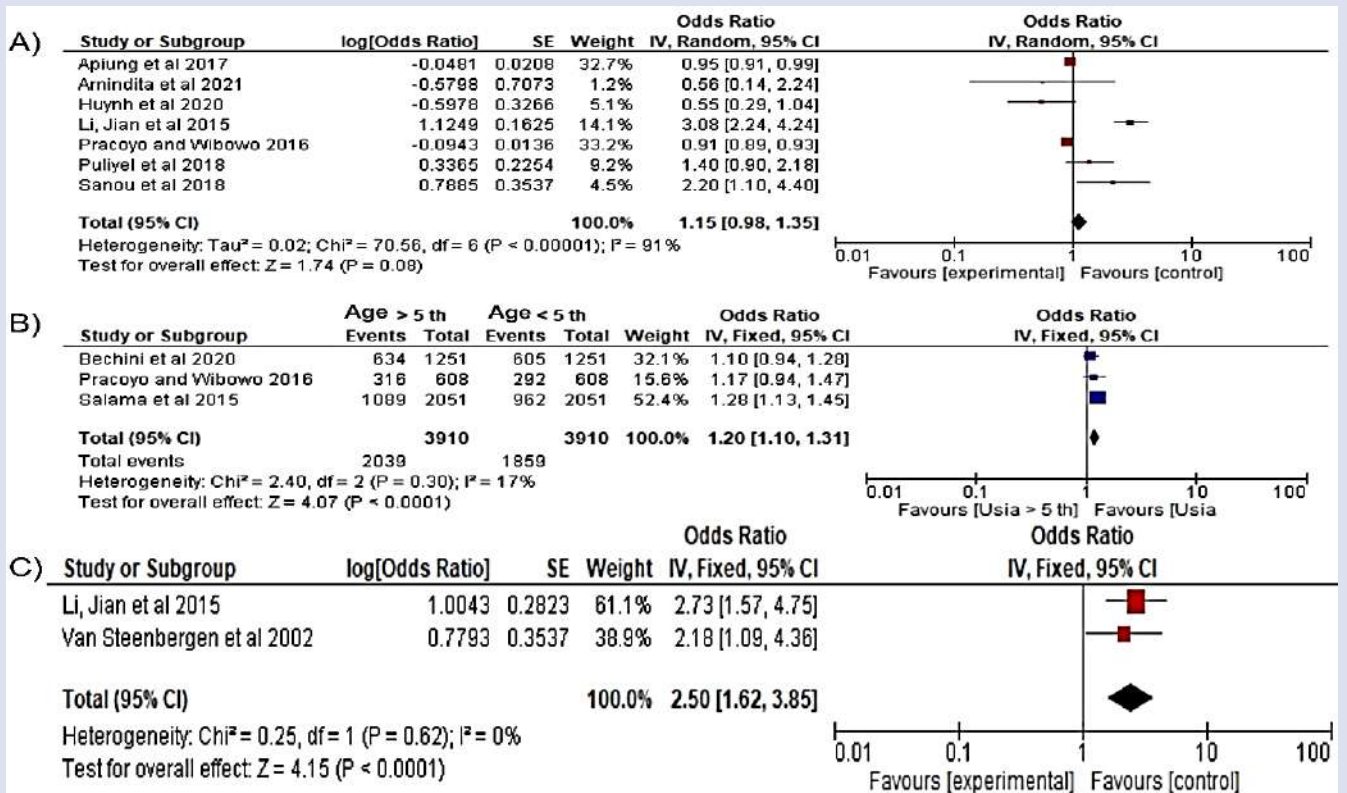 A)
Odds Ratio Odds Ratio
Study or Subgroup log[Odds Ratio] SE Weight IV, Random, 95% CI IV, Random, 95% CI
Apiung et al 2017 -0.0481 0.0208 32.7% 0.95 [0.91, 0.99]
Arnindita et al 2021 -0.5798 0.7073 1.2% 0.56 [0.14, 2.24]
Huynh et al 2020 -0.5978 0.3266 5.1% 0.55 [0.29, 1.04]
Li, Jian et al 2015 1.1249 0.1625 14.1% 3.08 [2.24, 4.24]
Pracoyo and Wibowo 2016 -0.0943 0.0136 33.2% 0.91 [0.89, 0.93]
Puliyel et al 2018 0.3365 0.2254 9.2% 1.40 [0.90, 2.18]
Sanou et al 2018 0.7885 0.3537 4.5% 2.20 [1.10, 4.40]
Total (95% CI) 100.0% 1.15 [0.98, 1.35]
Heterogeneity: Tau² = 0.02; Chi² = 70.56, df = 6 (P < 0.00001); I² = 91%
Test for overall effect: Z = 1.74 (P = 0.08)
0.01 0.1 1 10 100
Favours [experimental] Favours [control]
B)
Age > 5 th Age < 5 th Odds Ratio Odds Ratio
Study or Subgroup Events Total Events Total Weight IV, Fixed, 95% CI IV, Fixed, 95% CI
Bechini et al 2020 634 1251 605 1251 32.1% 1.10 [0.94, 1.28]
Pracoyo and Wibowo 2016 316 608 292 608 15.6% 1.17 [0.94, 1.47]
Salama et al 2015 1089 2051 962 2051 52.4% 1.28 [1.13, 1.45]
Total (95% CI) 3910 3910 100.0% 1.20 [1.10, 1.31]
Total events 2039 1859
Heterogeneity: Chi² = 2.40, df = 2 (P = 0.30); I² = 17%
Test for overall effect: Z = 4.07 (P < 0.0001)
0.01 0.1 1 10 100
Favours [Usia > 5 th] Favours [Usia
C)
Odds Ratio Odds Ratio
Study or Subgroup log[Odds Ratio] SE Weight IV, Fixed, 95% CI IV, Fixed, 95% CI
Li, Jian et al 2015 1.0043 0.2823 61.1% 2.73 [1.57, 4.75]
Van Steenbergen et al 2002 0.7793 0.3537 38.9% 2.18 [1.09, 4.36]
Total (95% CI) 100.0% 2.50 [1.62, 3.85]
Heterogeneity: Chi² = 0.25, df = 1 (P = 0.62); I² = 0%
Test for overall effect: Z = 4.15 (P < 0.0001)
0.01 0.1 1 10 100
Favours [experimental] Favours [control]